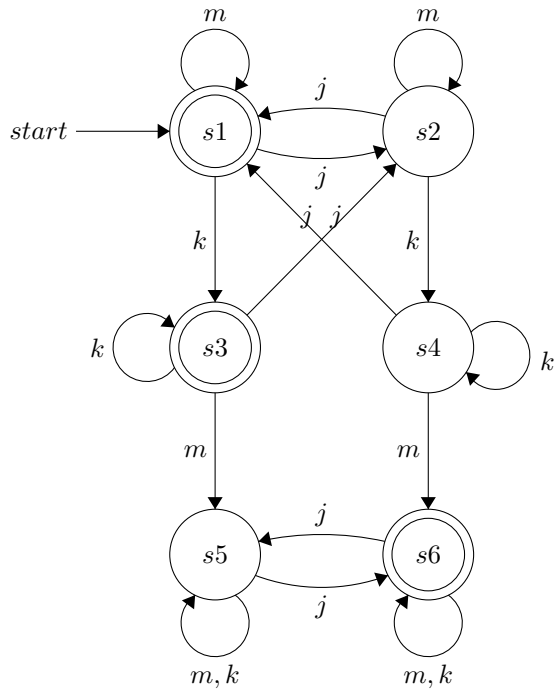 m m
j
start s1 s2
j
j j
k k
k s3 s4 k
m m
j
s5 s6
j
m, k m, k